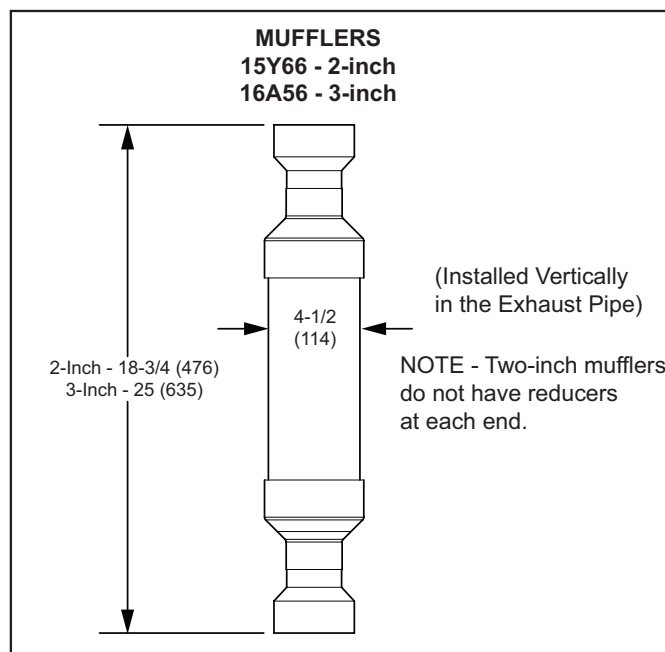 MUFFLERS
15Y66 - 2-inch
16A56 - 3-inch
(Installed Vertically
in the Exhaust Pipe)
4-1/2
(114)
2-Inch - 18-3/4 (476)
3-Inch - 25 (635)
NOTE - Two-inch mufflers
do not have reducers
at each end.